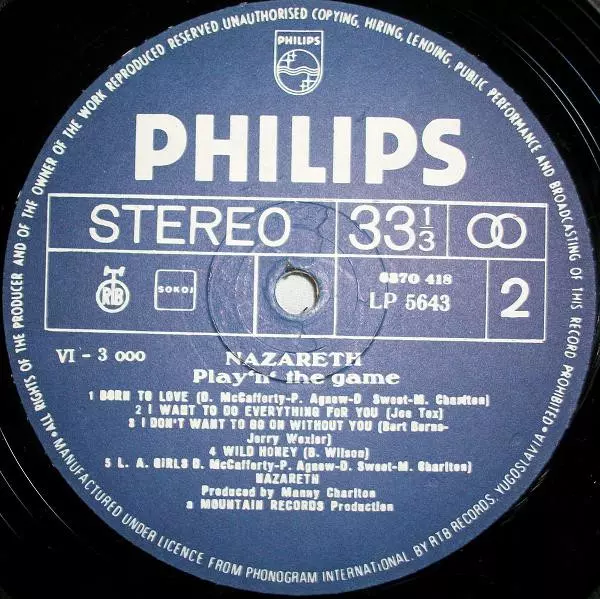 ALL RIGHTS OF THE PRODUCER AND OF THE OWNER OF THE WORK REPRODUCED RESERVED. UNAUTHORISED COPYING, HIRING, LENDING, PUBLIC PERFORMANCE AND BROADCASTING OF THIS RECORD PROHIBITED.
PHILIPS
PHILIPS
STEREO
33 1/3
RTB
SOKOJ
6370 418
LP 5643
2
VI - 3 000
NAZARETH
Play'n' the game
1 BORN TO LOVE (D. McCafferty-P. Agnew-D Sweet-M. Charlton)
2 I WANT TO DO EVERYTHING FOR YOU (Joe Tex)
3 I DON'T WANT TO GO ON WITHOUT YOU (Bert Berns-
Jerry Wexler)
4 WILD HONEY (B. Wilson)
5 L. A. GIRLS D. McCafferty-P. Agnew-D. Sweet-M. Charlton)
NAZARETH
Produced by Manny Charlton
a MOUNTAIN RECORDS Production
• MANUFACTURED UNDER LICENCE FROM PHONOGRAM INTERNATIONAL BY RTB RECORDS, YUGOSLAVIA •